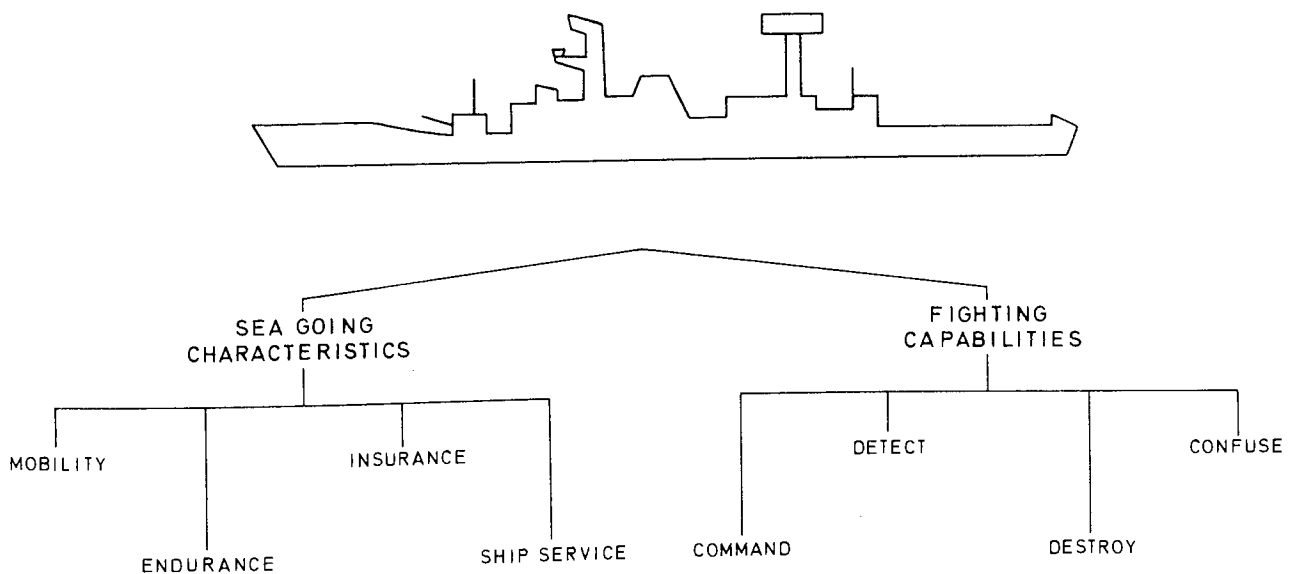 SEA GOING
CHARACTERISTICS
FIGHTING
CAPABILITIES
MOBILITY
ENDURANCE
INSURANCE
SHIP SERVICE
COMMAND
DETECT
DESTROY
CONFUSE